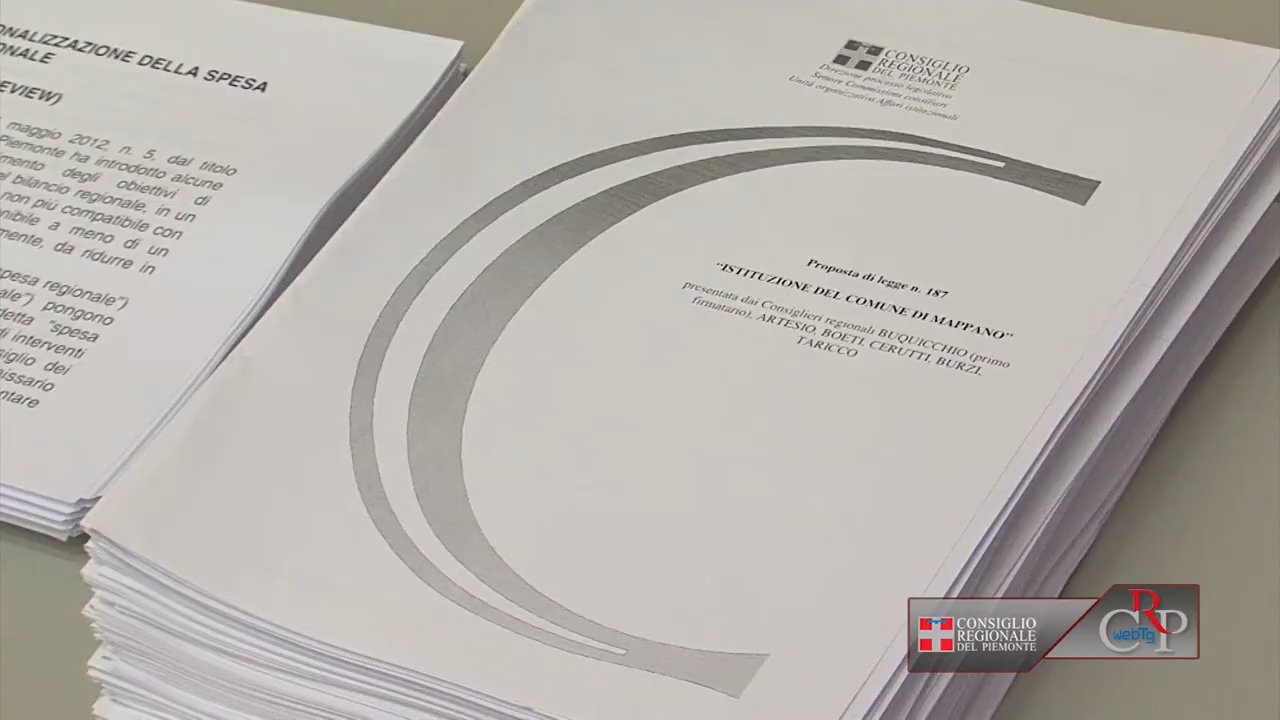 ONALIZZAZIONE DELLA SPESA
ONALE
EVIEW)
maggio 2012, n. 5, dal titolo
Piemonte ha introdotto alcune
mento degli obiettivi di
el bilancio regionale, in un
non più compatibile con
nibile a meno di un
mente, da ridurre in
spesa regionale")
ale") pongono
detta "spesa
di interventi
siglio dei
issario
ntare
CONSIGLIO
REGIONALE
DEL PIEMONTE
Direzione processo legislativo
Settore Commissioni consiliari
Unità organizzativa Affari istituzionali
Proposta di legge n. 187
"ISTITUZIONE DEL COMUNE DI MAPPANO"
presentata dai Consiglieri regionali BUQUICCHIO (primo
firmatario), ARTESIO, BOETI, CERUTTI, BURZI,
TARICCO
CONSIGLIO
REGIONALE
DEL PIEMONTE
CRP
webTg